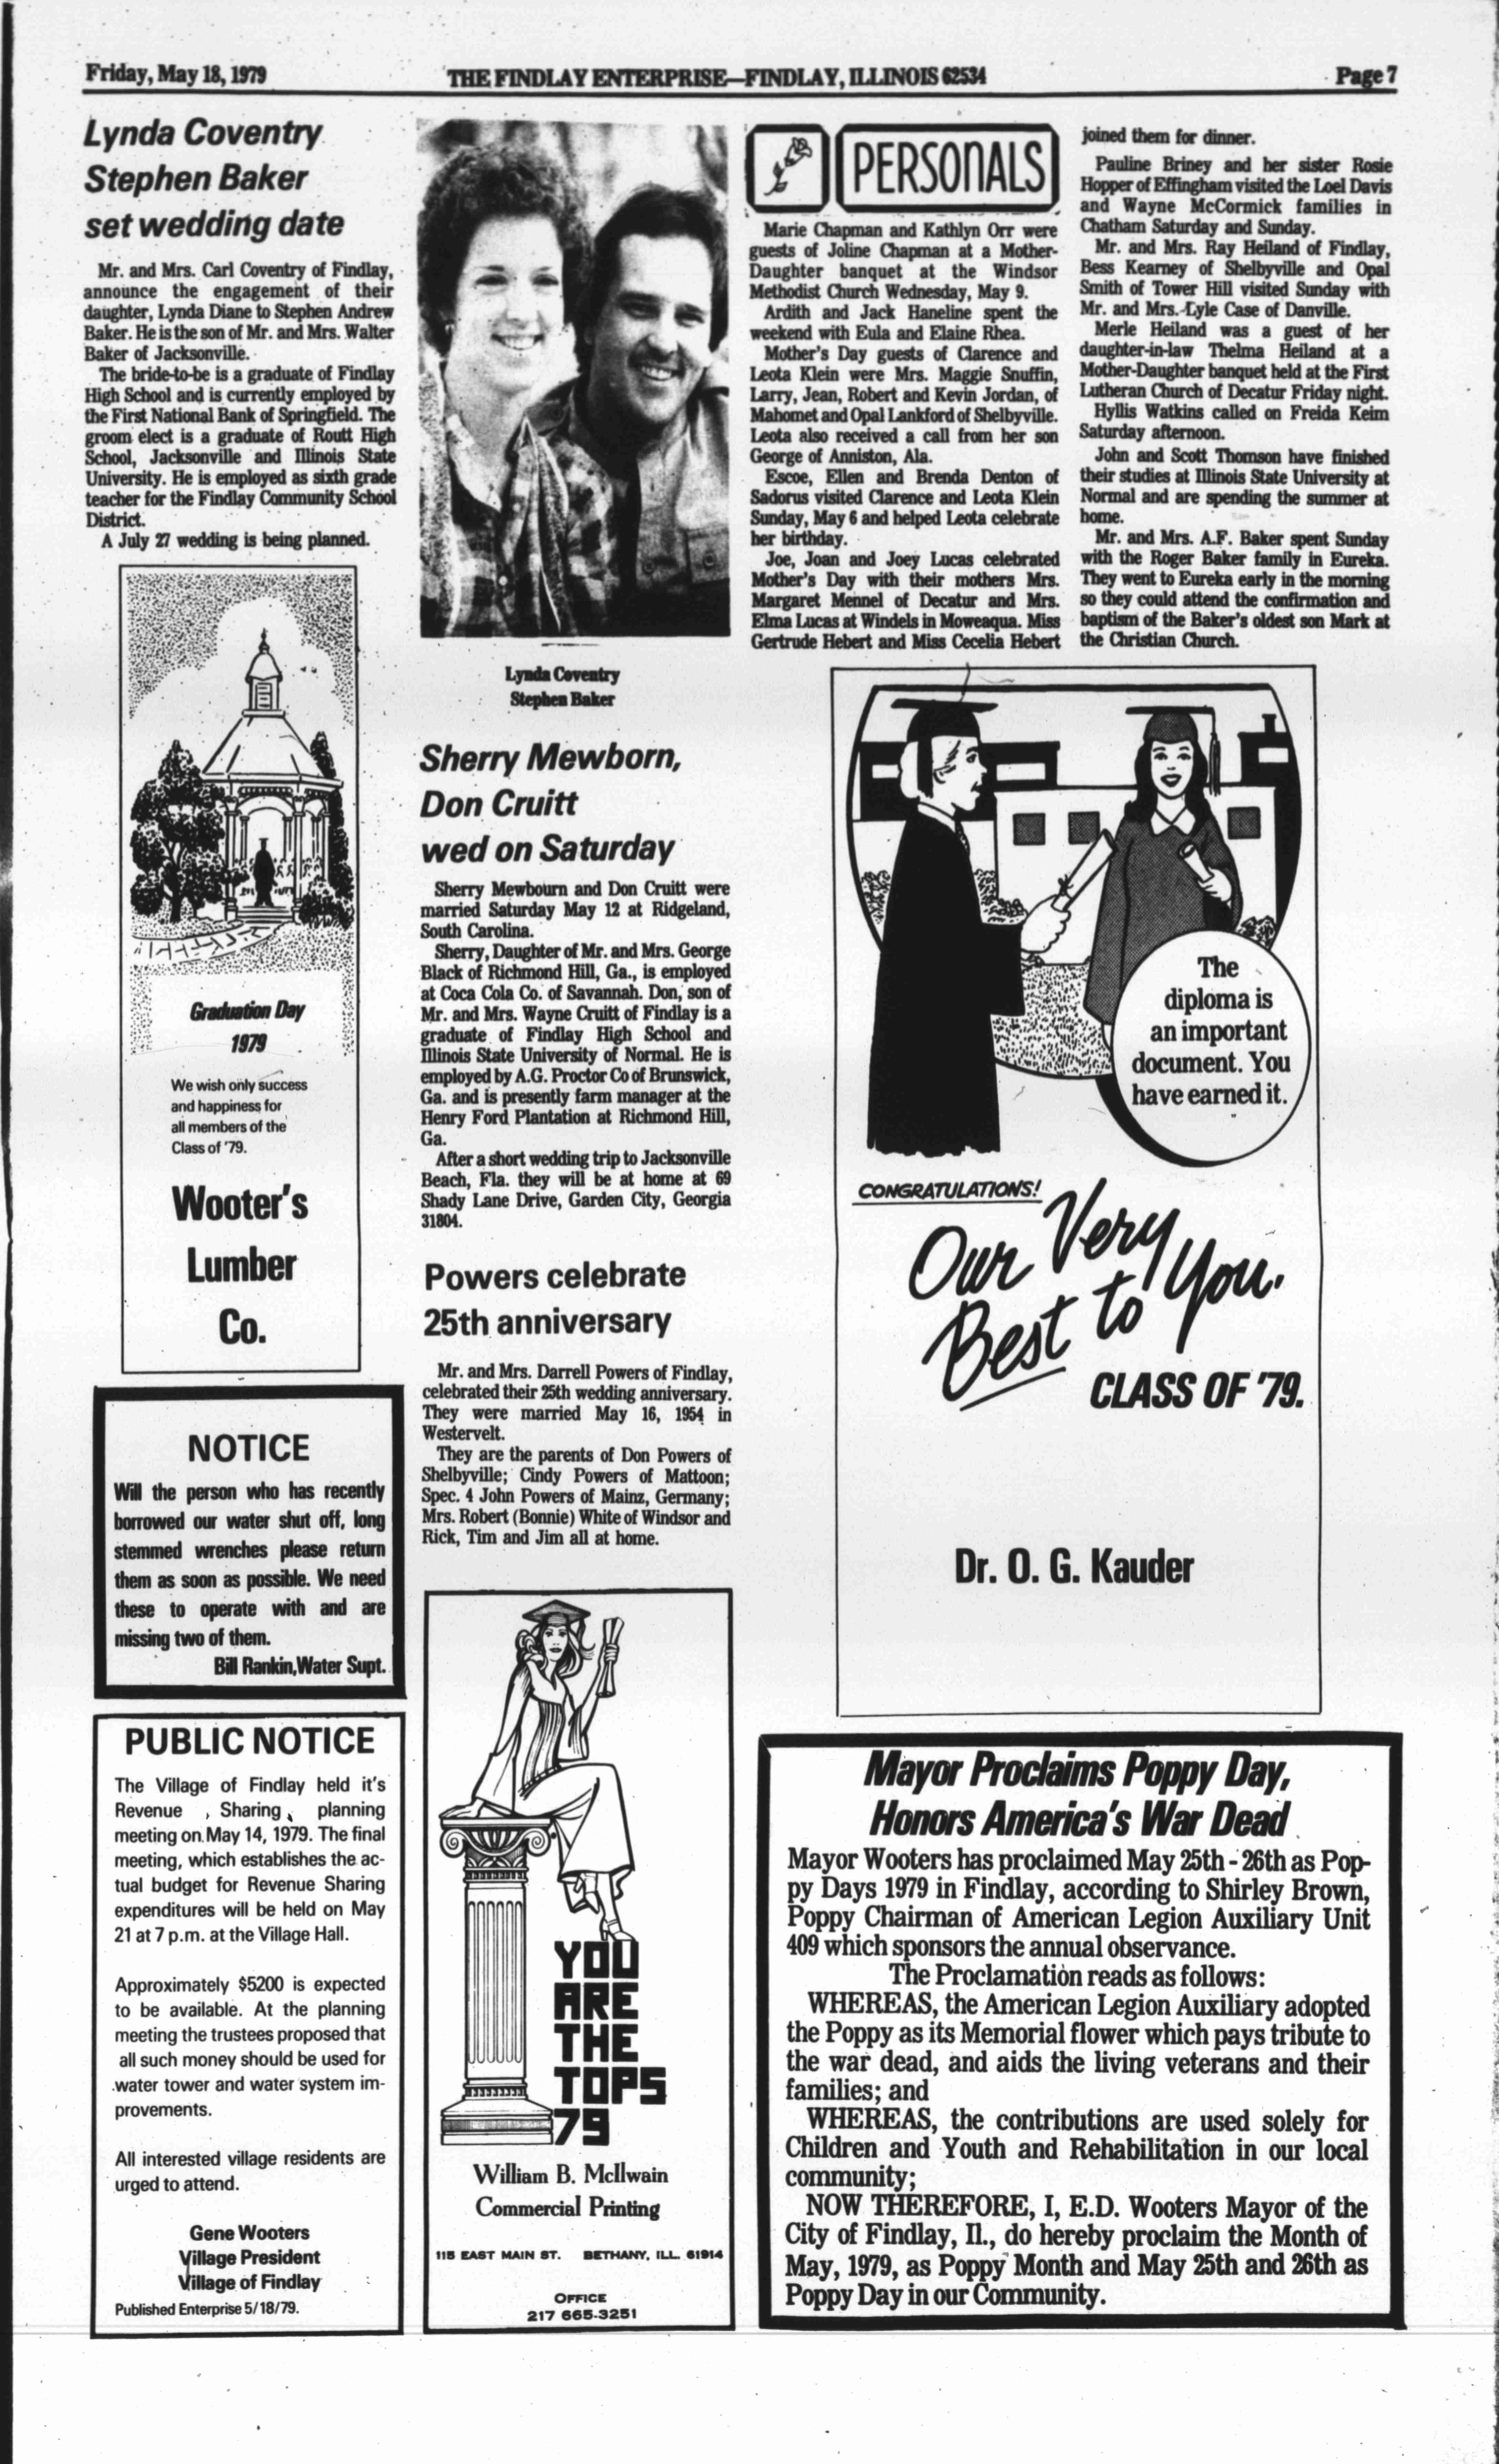 Friday, May 18, 1979
THE FINDLAY ENTERPRISE—FINDLAY, ILLINOIS 62534
Page 7
Lynda Coventry
Stephen Baker
set wedding date
Mr. and Mrs. Carl Coventry of Findlay,
announce the engagement of their
daughter, Lynda Diane to Stephen Andrew
Baker. He is the son of Mr. and Mrs. Walter
Baker of Jacksonville.
The bride-to-be is a graduate of Findlay
High School and is currently employed by
the First National Bank of Springfield. The
groom elect is a graduate of Routt High
School, Jacksonville and Illinois State
University. He is employed as sixth grade
teacher for the Findlay Community School
District.
A July 27 wedding is being planned.
Graduation Day
1979
We wish only success
and happiness for
all members of the
Class of '79.
Wooter's
Lumber
Co.
NOTICE
Will the person who has recently
borrowed our water shut off, long
stemmed wrenches please return
them as soon as possible. We need
these to operate with and are
missing two of them.
Bill Rankin,Water Supt.
PUBLIC NOTICE
The Village of Findlay held it's
Revenue , Sharing planning
meeting on May 14, 1979. The final
meeting, which establishes the ac-
tual budget for Revenue Sharing
expenditures will be held on May
21 at 7 p.m. at the Village Hall.
Approximately $5200 is expected
to be available. At the planning
meeting the trustees proposed that
all such money should be used for
water tower and water system im-
provements.
All interested village residents are
urged to attend.
Gene Wooters
Village President
Village of Findlay
Published Enterprise 5/18/79.
Lynda Coventry
Stephen Baker
Sherry Mewborn,
Don Cruitt
wed on Saturday
Sherry Mewbourn and Don Cruitt were
married Saturday May 12 at Ridgeland,
South Carolina.
Sherry, Daughter of Mr. and Mrs. George
Black of Richmond Hill, Ga., is employed
at Coca Cola Co. of Savannah. Don, son of
Mr. and Mrs. Wayne Cruitt of Findlay is a
graduate of Findlay High School and
Illinois State University of Normal. He is
employed by A.G. Proctor Co of Brunswick,
Ga. and is presently farm manager at the
Henry Ford Plantation at Richmond Hill,
Ga.
After a short wedding trip to Jacksonville
Beach, Fla. they will be at home at 69
Shady Lane Drive, Garden City, Georgia
31804.
Powers celebrate
25th anniversary
Mr. and Mrs. Darrell Powers of Findlay,
celebrated their 25th wedding anniversary.
They were married May 16, 1954 in
Westervelt.
They are the parents of Don Powers of
Shelbyville; Cindy Powers of Mattoon;
Spec. 4 John Powers of Mainz, Germany;
Mrs. Robert (Bonnie) White of Windsor and
Rick, Tim and Jim all at home.
YOU
ARE
THE
TOPS
79
William B. McIlwain
Commercial Printing
115 EAST MAIN ST. BETHANY, ILL. 61914
OFFICE
217 665-3251
PERSONALS
Marie Chapman and Kathlyn Orr were
guests of Joline Chapman at a Mother-
Daughter banquet at the Windsor
Methodist Church Wednesday, May 9.
Ardith and Jack Haneline spent the
weekend with Eula and Elaine Rhea.
Mother's Day guests of Clarence and
Leota Klein were Mrs. Maggie Snuffin,
Larry, Jean, Robert and Kevin Jordan, of
Mahomet and Opal Lankford of Shelbyville.
Leota also received a call from her son
George of Anniston, Ala.
Escoe, Ellen and Brenda Denton of
Sadorus visited Clarence and Leota Klein
Sunday, May 6 and helped Leota celebrate
her birthday.
Joe, Joan and Joey Lucas celebrated
Mother's Day with their mothers Mrs.
Margaret Mennel of Decatur and Mrs.
Elma Lucas at Windels in Moweaqua. Miss
Gertrude Hebert and Miss Cecelia Hebert
joined them for dinner.
Pauline Briney and her sister Rosie
Hopper of Effingham visited the Loel Davis
and Wayne McCormick families in
Chatham Saturday and Sunday.
Mr. and Mrs. Ray Heiland of Findlay,
Bess Kearney of Shelbyville and Opal
Smith of Tower Hill visited Sunday with
Mr. and Mrs. Lyle Case of Danville.
Merle Heiland was a guest of her
daughter-in-law Thelma Heiland at a
Mother-Daughter banquet held at the First
Lutheran Church of Decatur Friday night.
Hyllis Watkins called on Freida Keim
Saturday afternoon.
John and Scott Thomson have finished
their studies at Illinois State University at
Normal and are spending the summer at
home.
Mr. and Mrs. A.F. Baker spent Sunday
with the Roger Baker family in Eureka.
They went to Eureka early in the morning
so they could attend the confirmation and
baptism of the Baker's oldest son Mark at
the Christian Church.
The
diploma is
an important
document. You
have earned it.
CONGRATULATIONS!
Our Very
Best to You.
CLASS OF '79.
Dr. O. G. Kauder
Mayor Proclaims Poppy Day,
Honors America's War Dead
Mayor Wooters has proclaimed May 25th - 26th as Pop-
py Days 1979 in Findlay, according to Shirley Brown,
Poppy Chairman of American Legion Auxiliary Unit
409 which sponsors the annual observance.
The Proclamation reads as follows:
WHEREAS, the American Legion Auxiliary adopted
the Poppy as its Memorial flower which pays tribute to
the war dead, and aids the living veterans and their
families; and
WHEREAS, the contributions are used solely for
Children and Youth and Rehabilitation in our local
community;
NOW THEREFORE, I, E.D. Wooters Mayor of the
City of Findlay, Il., do hereby proclaim the Month of
May, 1979, as Poppy Month and May 25th and 26th as
Poppy Day in our Community.